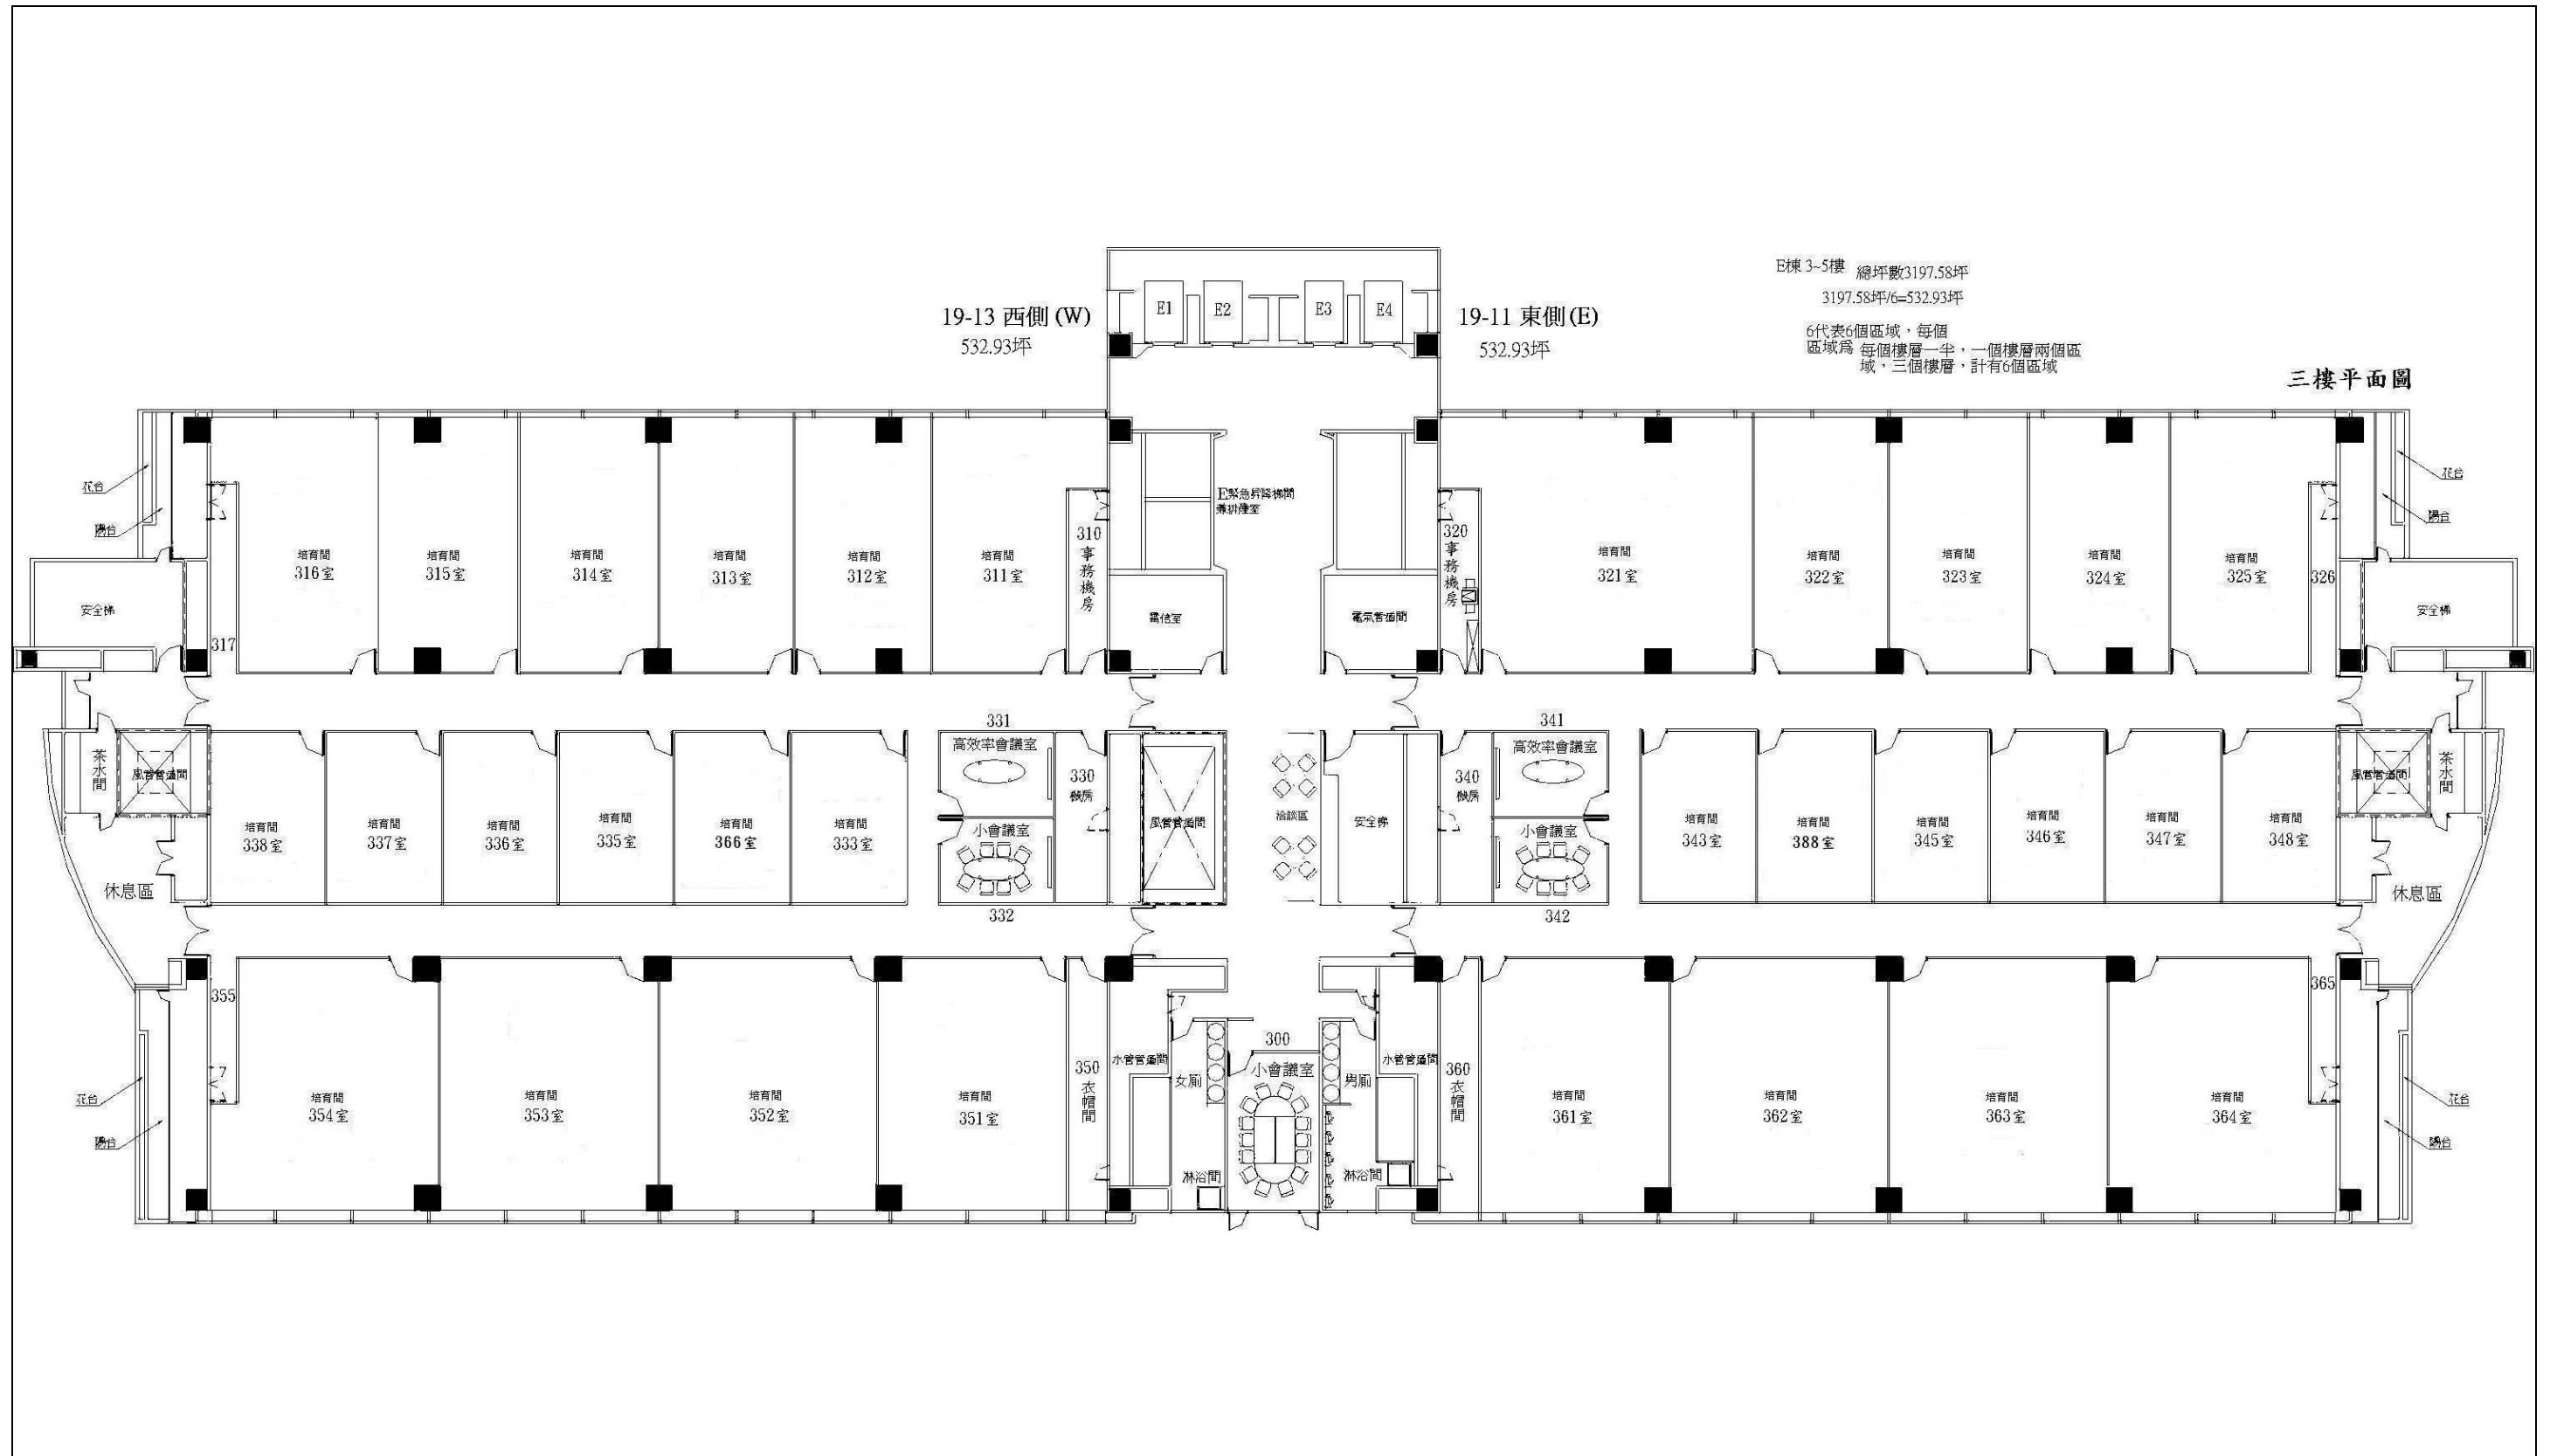 E1
E2
E3
E4
19-13 西側 (W)
532.93坪
19-11 東側(E)
532.93坪
E棟 3~5樓 總坪數3197.58坪
3197.58坪/6=532.93坪
6代表6個區域，每個
區域為 每個樓層一半，一個樓層兩個區
域，三個樓層，計有6個區域
三樓平面圖
花台
陽台
安全梯
317
培育間
316室
培育間
315室
培育間
314室
培育間
313室
培育間
312室
培育間
311室
310
事務機房
E緊急昇降梯間
兼排煙室
電信室
電氣管道間
320
事務機房
培育間
321室
培育間
322室
培育間
323室
培育間
324室
培育間
325室
326
花台
陽台
安全梯
茶水間
風管管道間
休息區
培育間
338室
培育間
337室
培育間
336室
培育間
335室
培育間
366室
培育間
333室
331
高效率會議室
小會議室
332
330
機房
風管管道間
洽談區
安全梯
340
機房
341
高效率會議室
小會議室
342
培育間
343室
培育間
388室
培育間
345室
培育間
346室
培育間
347室
培育間
348室
風管管道間
茶水間
休息區
355
花台
陽台
培育間
354室
培育間
353室
培育間
352室
培育間
351室
350
衣帽間
水管管道間
女廁
淋浴間
300
小會議室
男廁
淋浴間
水管管道間
360
衣帽間
培育間
361室
培育間
362室
培育間
363室
培育間
364室
365
花台
陽台